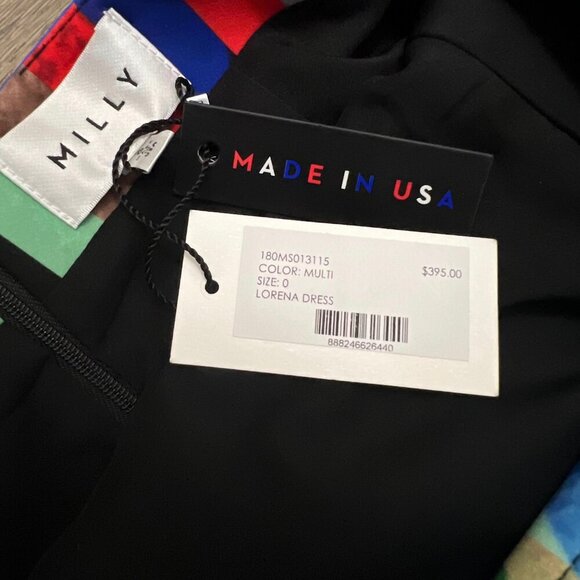 MILLY
MADE IN USA
180MS013115
COLOR: MULTI
$395.00
SIZE: 0
LORENA DRESS
888246626440